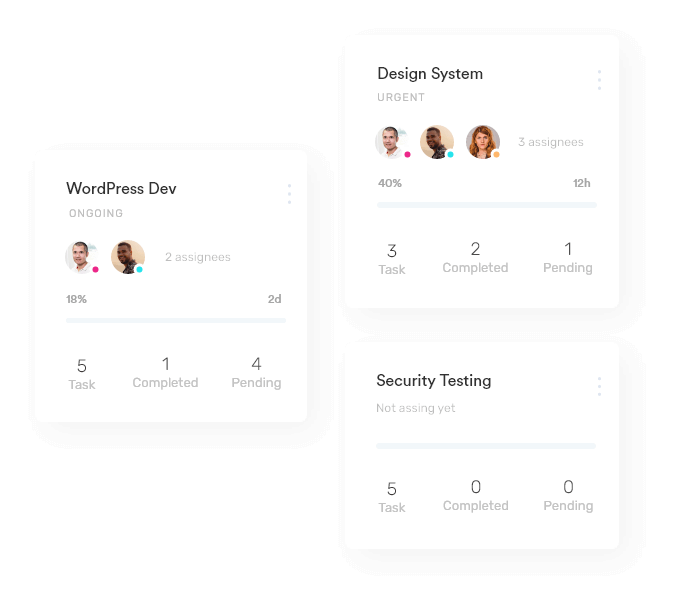 WordPress Dev
ONGOING
2 assignees
18% 2d
5 1 4
Task Completed Pending
Design System
URGENT
3 assignees
40% 12h
3 2 1
Task Completed Pending
Security Testing
Not assing yet
5 0 0
Task Completed Pending